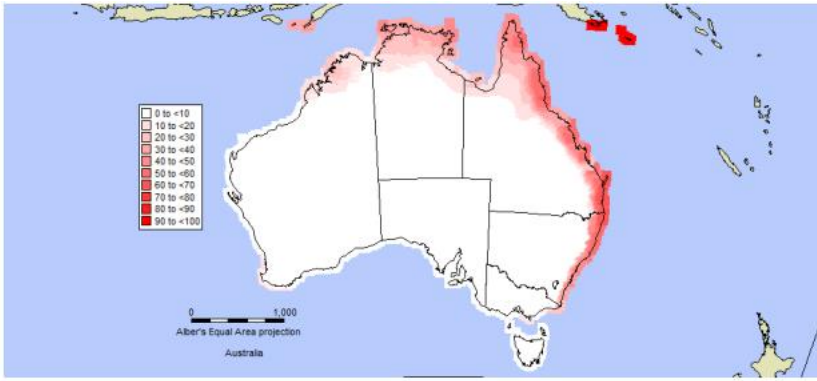 0 to <10
10 to <20
20 to <30
30 to <40
40 to <50
50 to <60
60 to <70
70 to <80
80 to <90
90 to <100
0 1,000
Alber's Equal Area projection
Australia